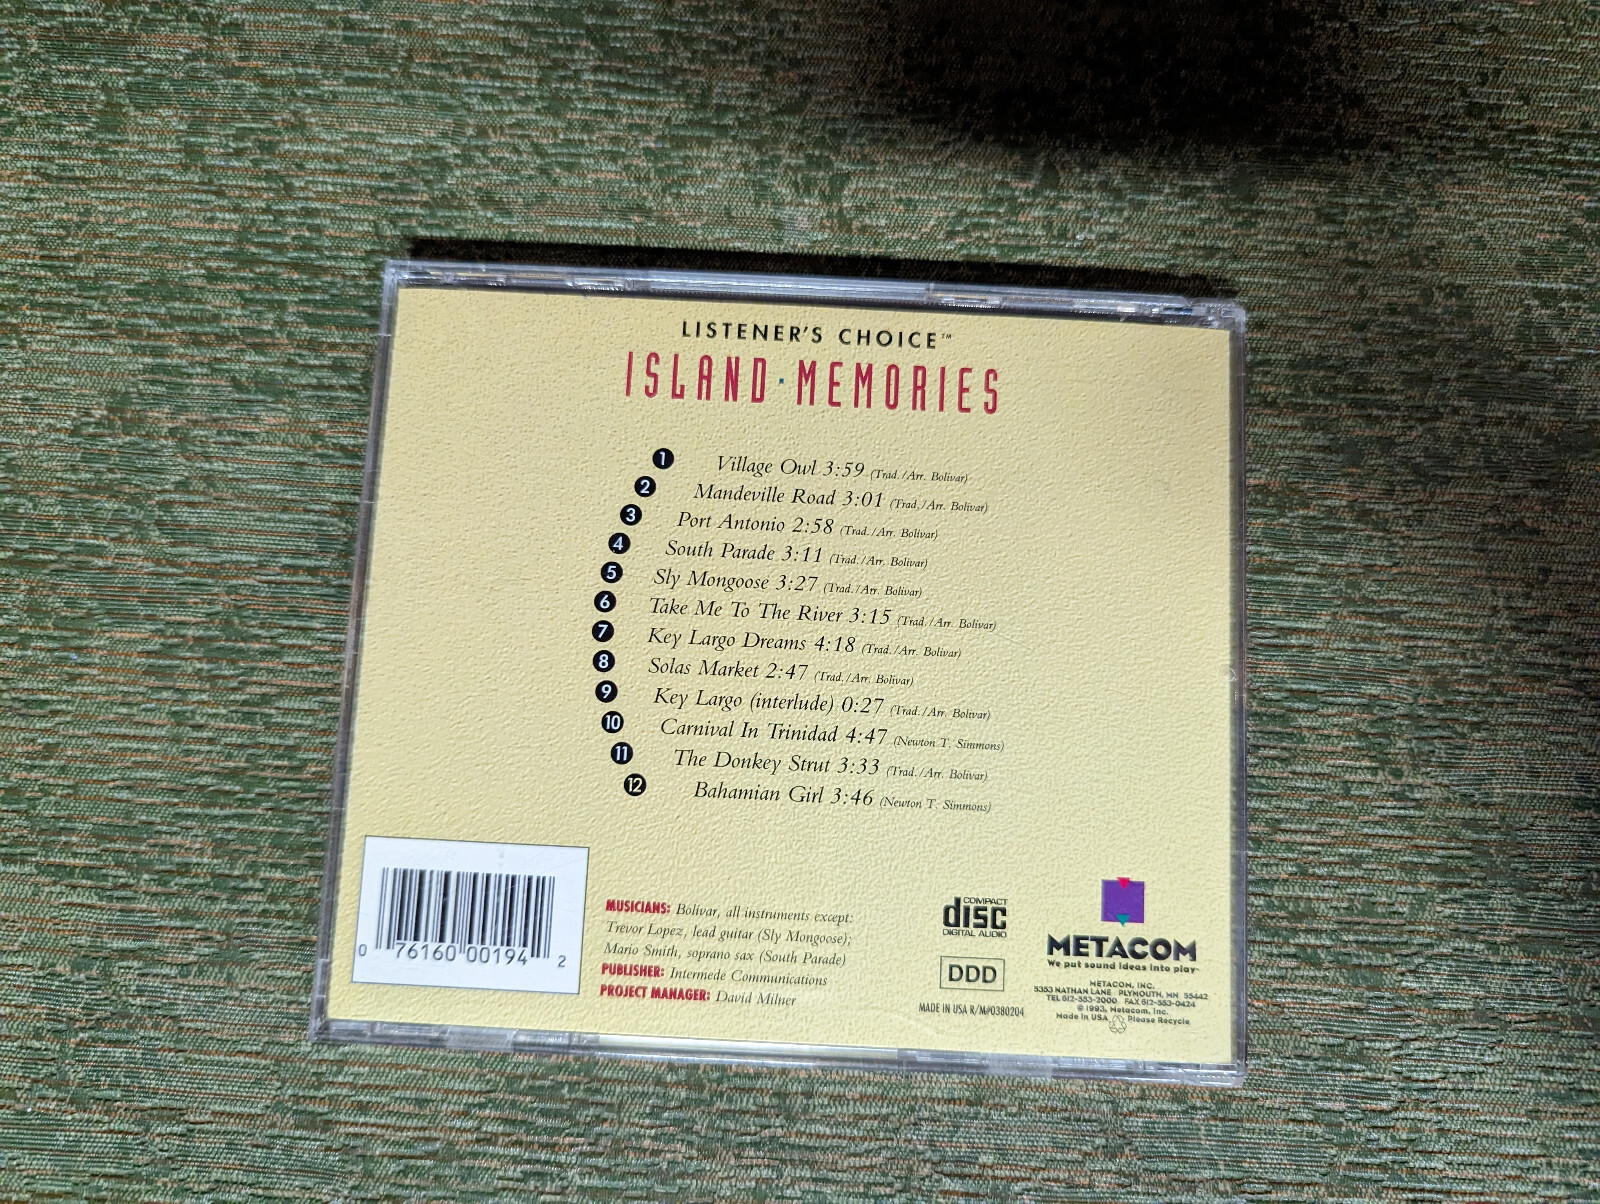 LISTENER'S CHOICE™
ISLAND·MEMORIES
1 Village Owl 3:59 (Trad./Arr. Bolivar)
2 Mandeville Road 3:01 (Trad./Arr. Bolivar)
3 Port Antonio 2:58 (Trad./Arr. Bolivar)
4 South Parade 3:11 (Trad./Arr. Bolivar)
5 Sly Mongoose 3:27 (Trad./Arr. Bolivar)
6 Take Me To The River 3:15 (Trad./Arr. Bolivar)
7 Key Largo Dreams 4:18 (Trad./Arr. Bolivar)
8 Solas Market 2:47 (Trad./Arr. Bolivar)
9 Key Largo (interlude) 0:27 (Trad./Arr. Bolivar)
10 Carnival In Trinidad 4:47 (Newton T. Simmons)
11 The Donkey Strut 3:33 (Trad./Arr. Bolivar)
12 Bahamian Girl 3:46 (Newton T. Simmons)
0 76160 00194 2
MUSICIANS: Bolivar, all instruments except:
Trevor Lopez, lead guitar (Sly Mongoose);
Mario Smith, soprano sax (South Parade)
PUBLISHER: Intermede Communications
PROJECT MANAGER: David Milner
COMPACT
disc
DIGITAL AUDIO
DDD
MADE IN USA R/M#0380204
METACOM
We put sound ideas into play™
METACOM, INC.
5353 NATHAN LANE PLYMOUTH, MN 55442
TEL 612-553-2000 FAX 612-553-0424
©1993, Metacom, Inc.
Made in USA Please Recycle